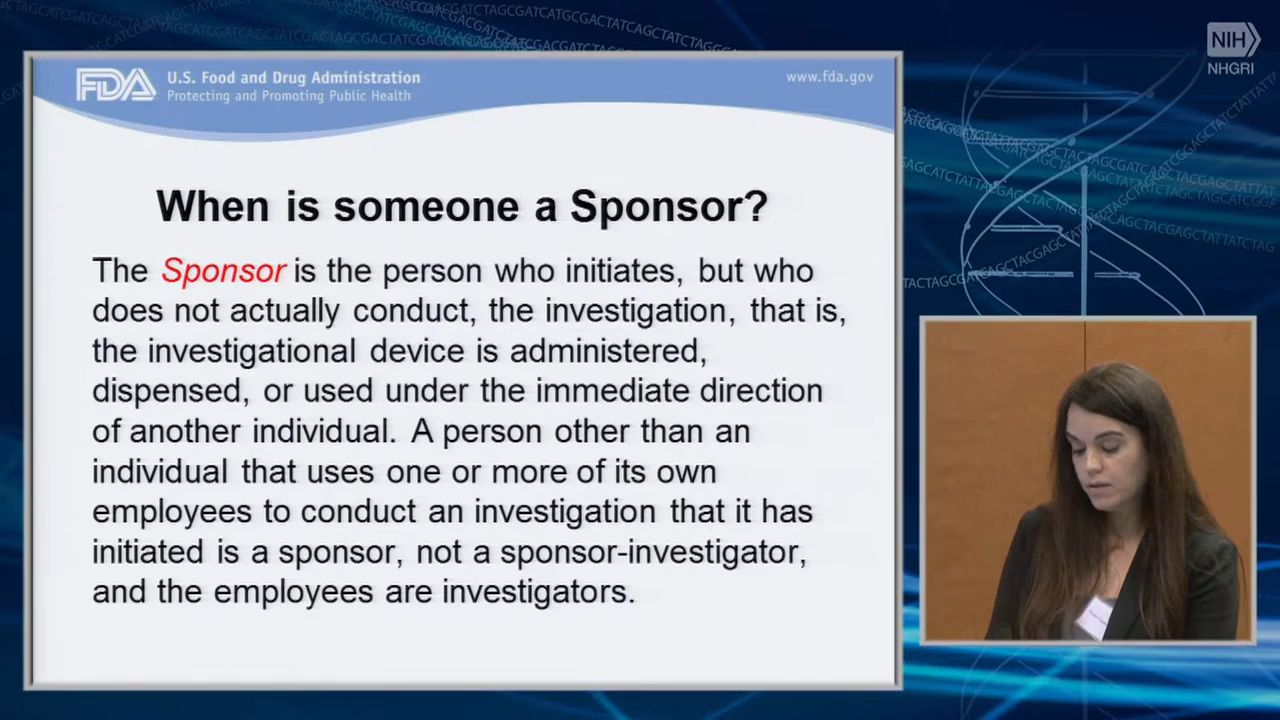 NIH
NHGRI
FDA
U.S. Food and Drug Administration
Protecting and Promoting Public Health
www.fda.gov
When is someone a Sponsor?
The Sponsor is the person who initiates, but who
does not actually conduct, the investigation, that is,
the investigational device is administered,
dispensed, or used under the immediate direction
of another individual. A person other than an
individual that uses one or more of its own
employees to conduct an investigation that it has
initiated is a sponsor, not a sponsor-investigator,
and the employees are investigators.